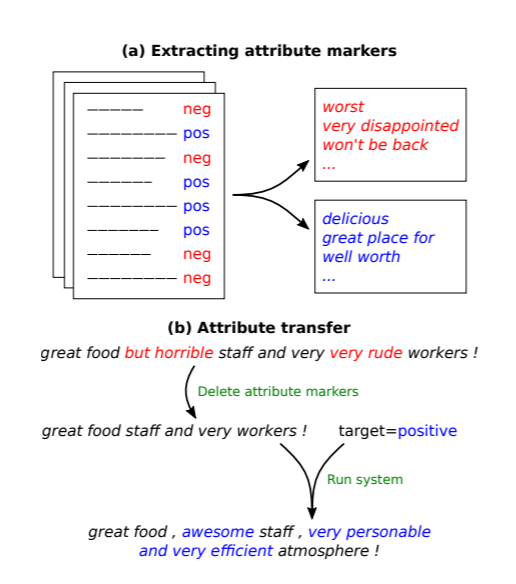 (a) Extracting attribute markers
neg
pos
neg
pos
pos
pos
neg
neg
worst
very disappointed
won't be back
...
delicious
great place for
well worth
...
(b) Attribute transfer
great food but horrible staff and very very rude workers !
Delete attribute markers
great food staff and very workers !
target=positive
Run system
great food , awesome staff , very personable
and very efficient atmosphere !